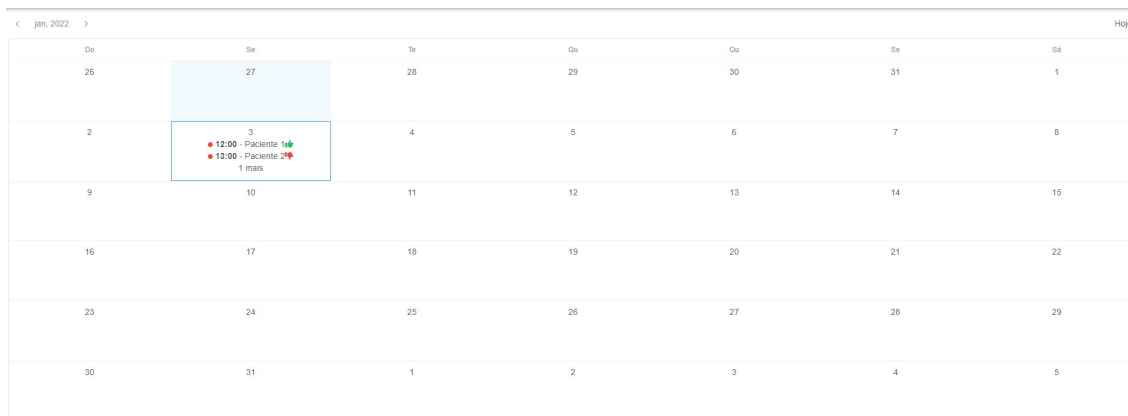 jan, 2022
Hoje
Do Se Te Qu Qu Se Sá
26 27 28 29 30 31 1
2 3 4 5 6 7 8
12:00 - Paciente 1
13:00 - Paciente 2
1 mais
9 10 11 12 13 14 15
16 17 18 19 20 21 22
23 24 25 26 27 28 29
30 31 1 2 3 4 5